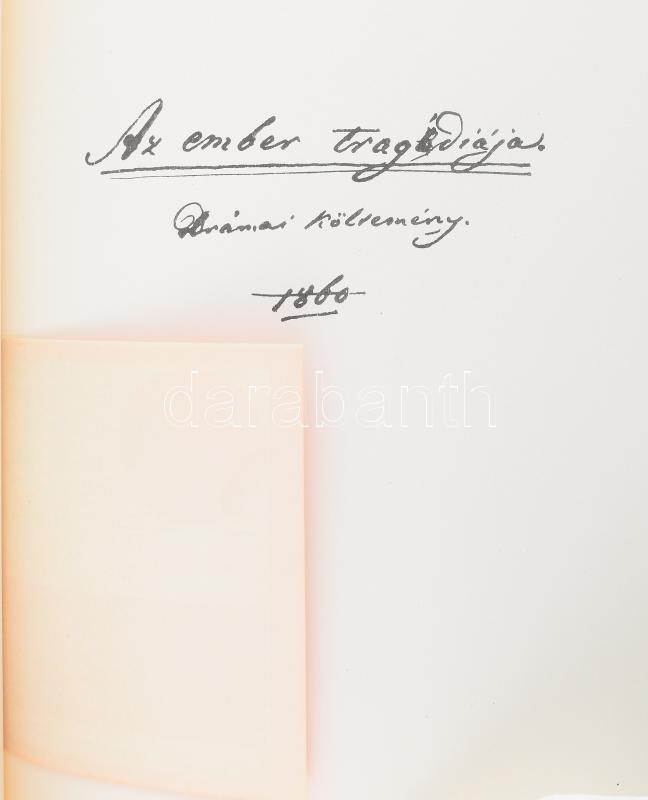 Az ember tragédiája.
Drámai költemény.
1860
darabanth